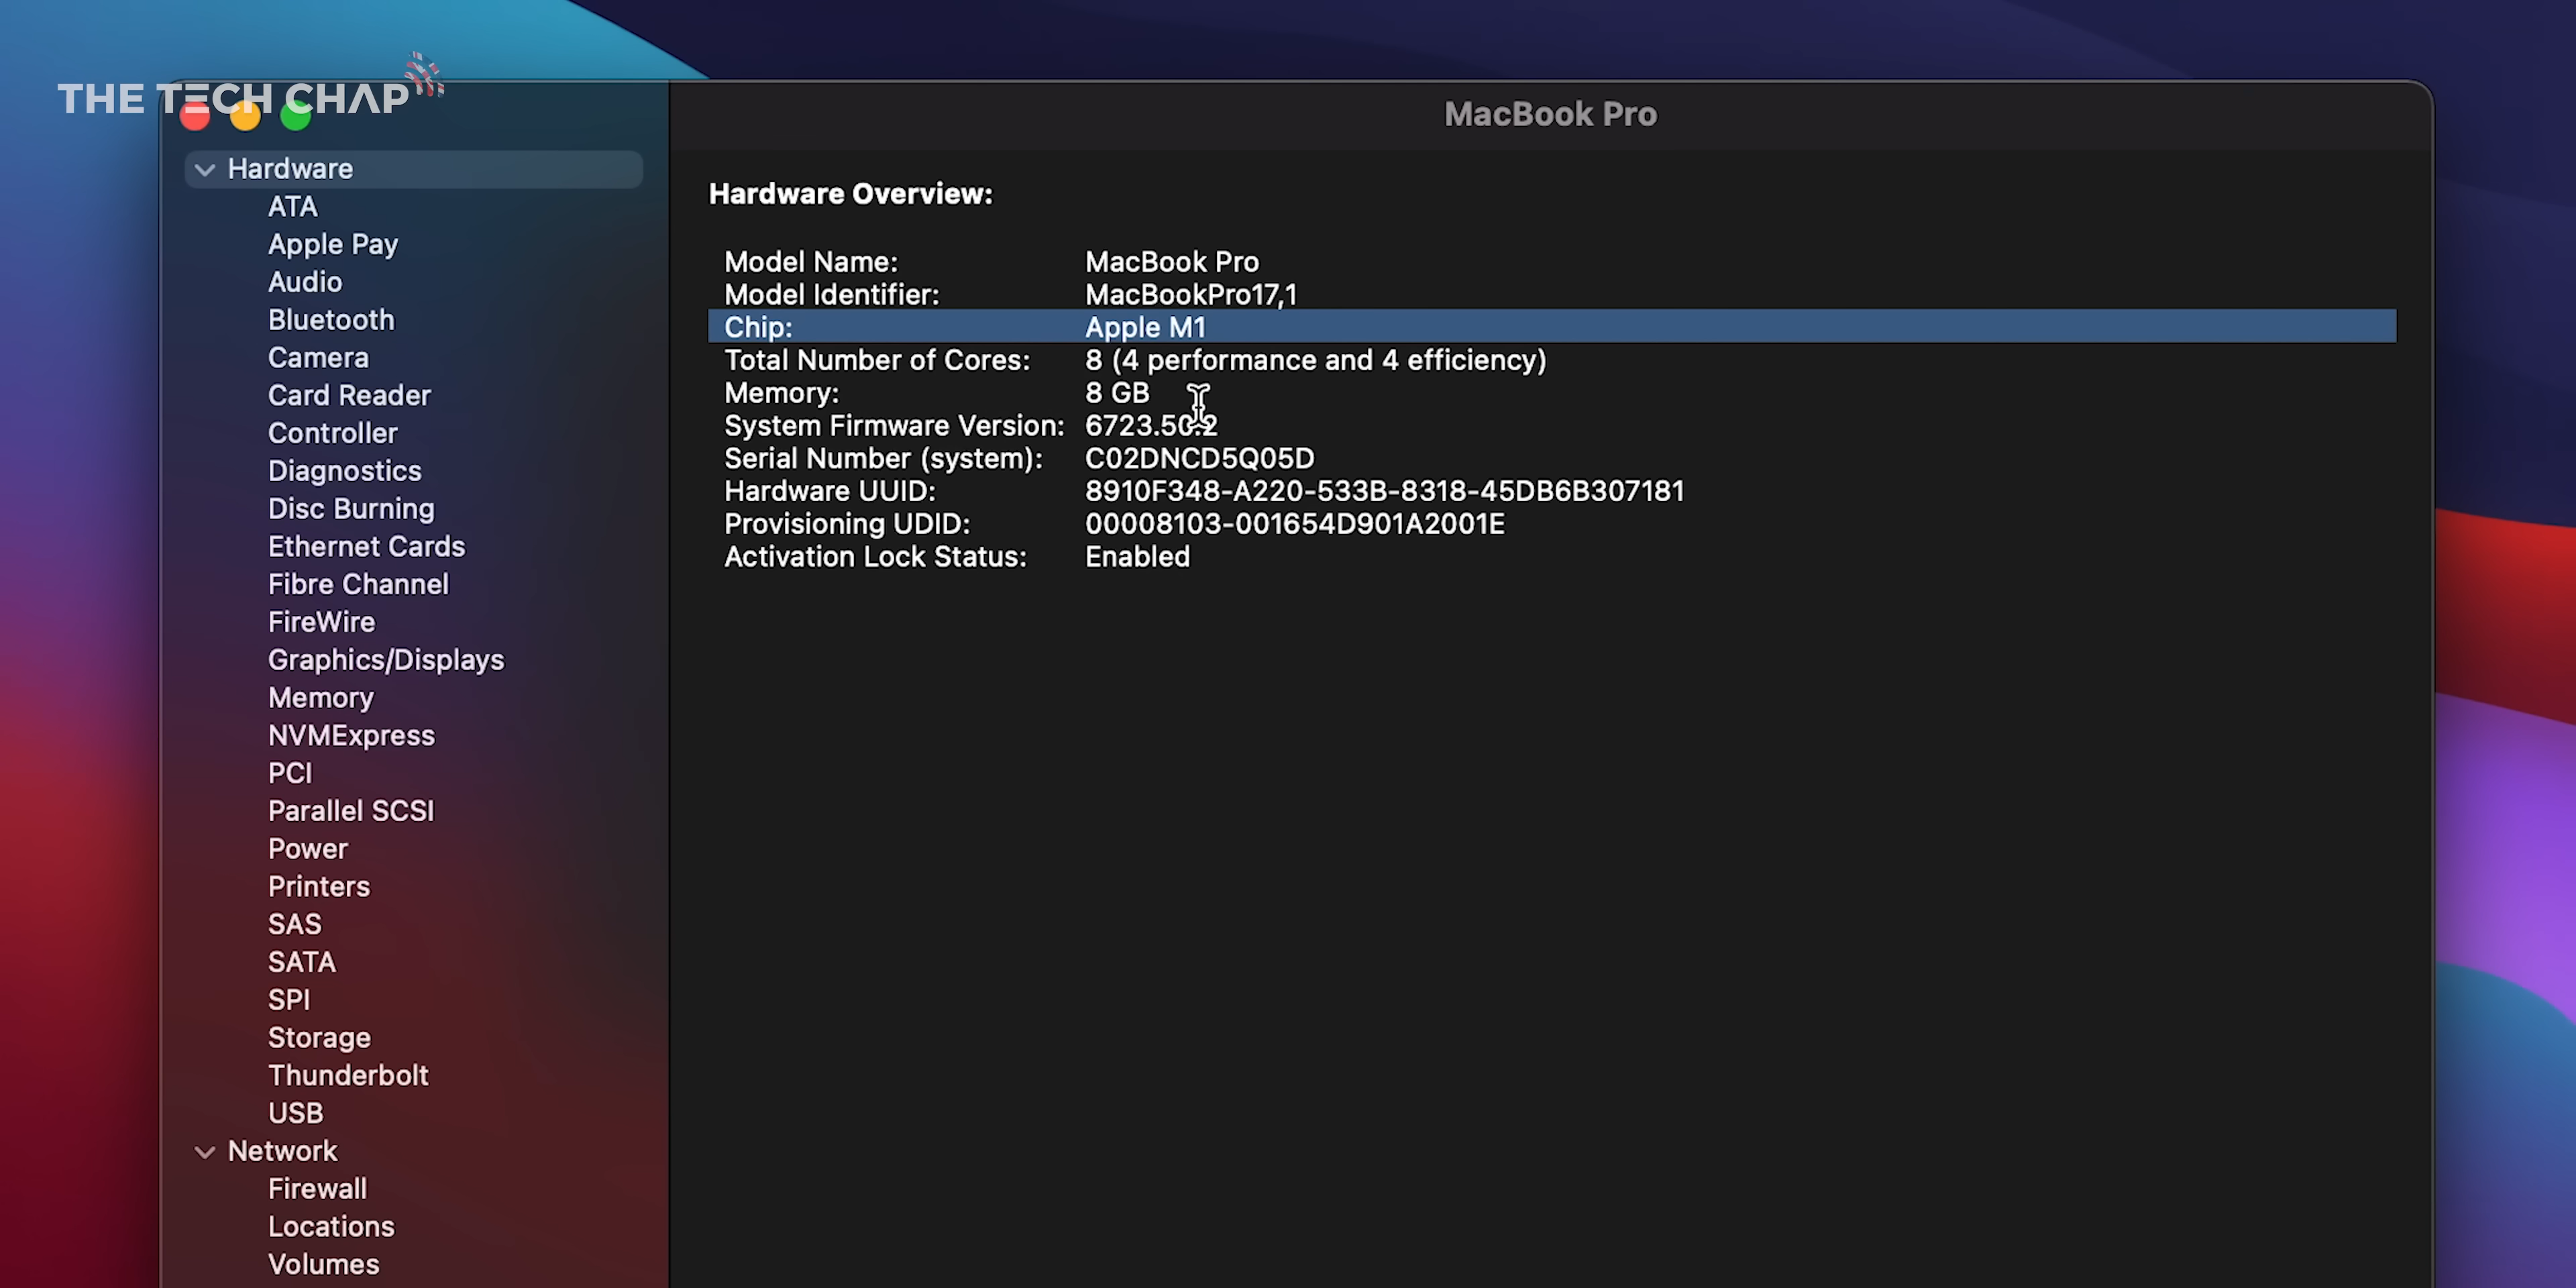 THE TECH CHAP
MacBook Pro
Hardware
ATA
Apple Pay
Audio
Bluetooth
Camera
Card Reader
Controller
Diagnostics
Disc Burning
Ethernet Cards
Fibre Channel
FireWire
Graphics/Displays
Memory
NVMExpress
PCI
Parallel SCSI
Power
Printers
SAS
SATA
SPI
Storage
Thunderbolt
USB
Network
Firewall
Locations
Volumes
Hardware Overview:
Model Name: MacBook Pro
Model Identifier: MacBookPro17,1
Chip: Apple M1
Total Number of Cores: 8 (4 performance and 4 efficiency)
Memory: 8 GB
System Firmware Version: 6723.50.2
Serial Number (system): C02DNCD5Q05D
Hardware UUID: 8910F348-A220-533B-8318-45DB6B307181
Provisioning UDID: 00008103-001654D901A2001E
Activation Lock Status: Enabled